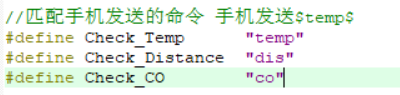 //匹配手机发送的命令 手机发送$temp$
#define Check_Temp "temp"
#define Check_Distance "dis"
#define Check_CO "co"